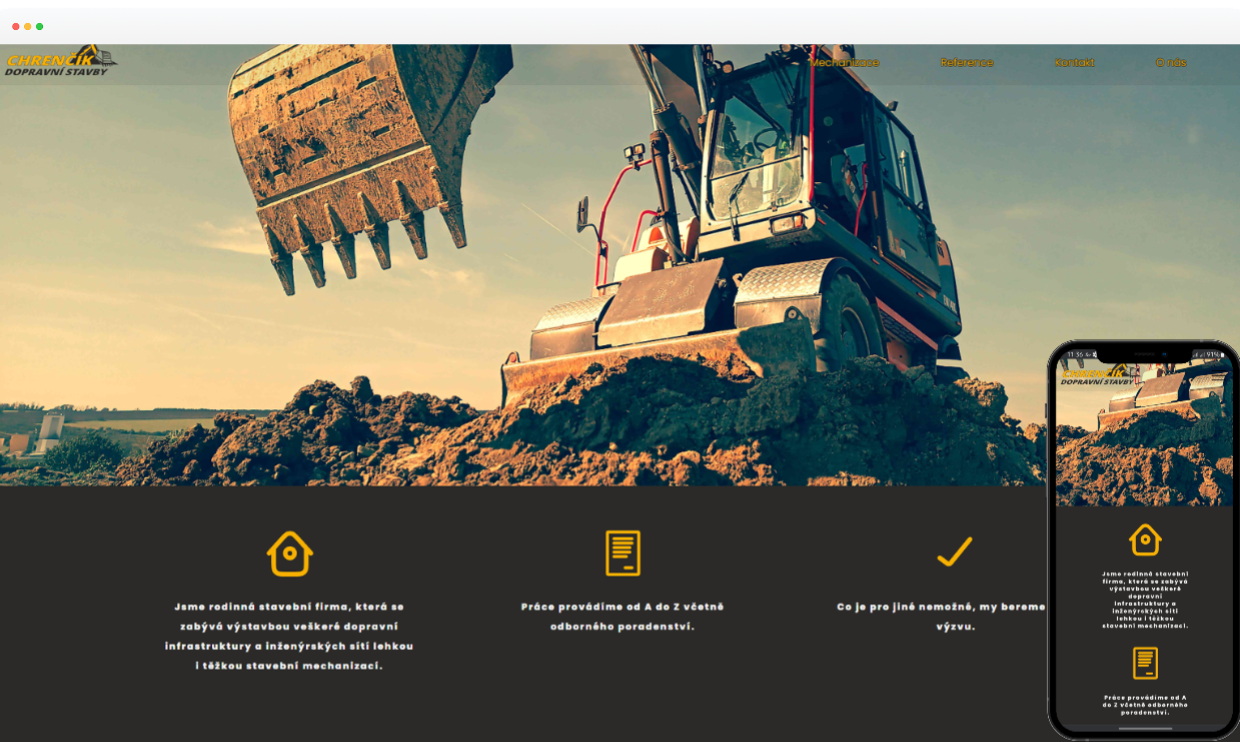 CHRENČÍK
DOPRAVNÍ STAVBY
Mechanizace Reference Kontakt O nás
Jsme rodinná stavební firma, která se
zabývá výstavbou veškeré dopravní
infrastruktury a inženýrských sítí lehkou
i těžkou stavební mechanizací.
Práce provádíme od A do Z včetně
odborného poradenství.
Co je pro jiné nemožné, my bereme
výzvu.
11:36
91%
CHRENČÍK
DOPRAVNÍ STAVBY
Jsme rodinná stavební
firma, která se zabývá
výstavbou veškeré
dopravní
infrastruktury a
inženýrských sítí
lehkou i těžkou
stavební mechanizací.
Práce provádíme od A
do Z včetně odborného
poradenství.